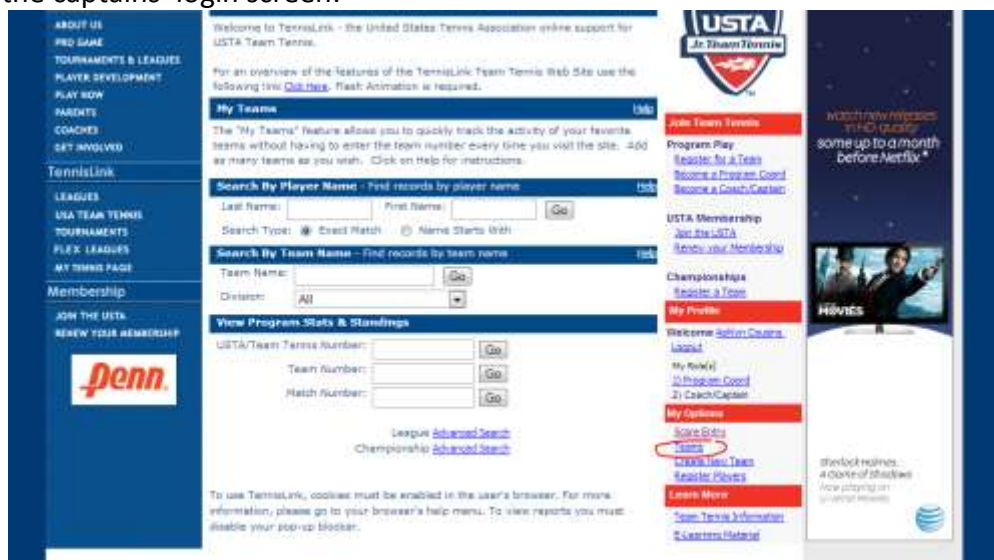 the captains' login screen.
ABOUT US
PRO GAME
TOURNAMENTS & LEAGUES
PLAYER DEVELOPMENT
PLAY NOW
PARENTS
COACHES
GET INVOLVED
TennisLink
LEAGUES
USA TEAM TENNIS
TOURNAMENTS
FLEX LEAGUES
MY TENNIS PAGE
Membership
JOIN THE USTA
RENEW YOUR MEMBERSHIP
Penn
Welcome to TennisLink - the United States Tennis Association online support for
USTA Team Tennis.
For an overview of the features of the TennisLink Team Tennis Web Site use the
following link Click Here. Flash Animation is required.
My Teams Help
The "My Teams" feature allows you to quickly track the activity of your favorite
teams without having to enter the team number every time you visit the site. Add
as many teams as you wish. Click on Help for instructions.
Search By Player Name - Find records by player name Help
Last Name: First Name: Go
Search Type: Exact Match Name Starts With
Search By Team Name - Find records by team name Help
Team Name: Go
Division: All
View Program Stats & Standings
USTA/Team Tennis Number: Go
Team Number: Go
Match Number: Go
League Advanced Search
Championship Advanced Search
To use TennisLink, cookies must be enabled in the user's browser. For more
information, please go to your browser's help menu. To view reports you must
disable your pop-up blocker.
USTA
Jr. Team Tennis
Join Team Tennis
Program Play
Register for a Team
Become a Program Coord
Become a Coach/Captain
USTA Membership
Join the USTA
Renew your Membership
Championships
Register a Team
My Profile
Welcome Ashlyn Cousins
Logout
My Role(s)
1) Program Coord
2) Coach/Captain
My Options
Score Entry
Teams
Create New Team
Register Players
Learn More
Team Tennis Information
E-Learning Material
watch new releases
in HD quality
some up to a month
before Netflix*
MOVIES
Sherlock Holmes:
A Game of Shadows
now playing on
at&t